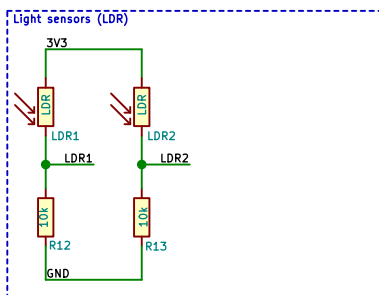 Light sensors (LDR)
3V3
LDR
LDR
LDR1
LDR2
LDR1
LDR2
10k
10k
R12
R13
GND